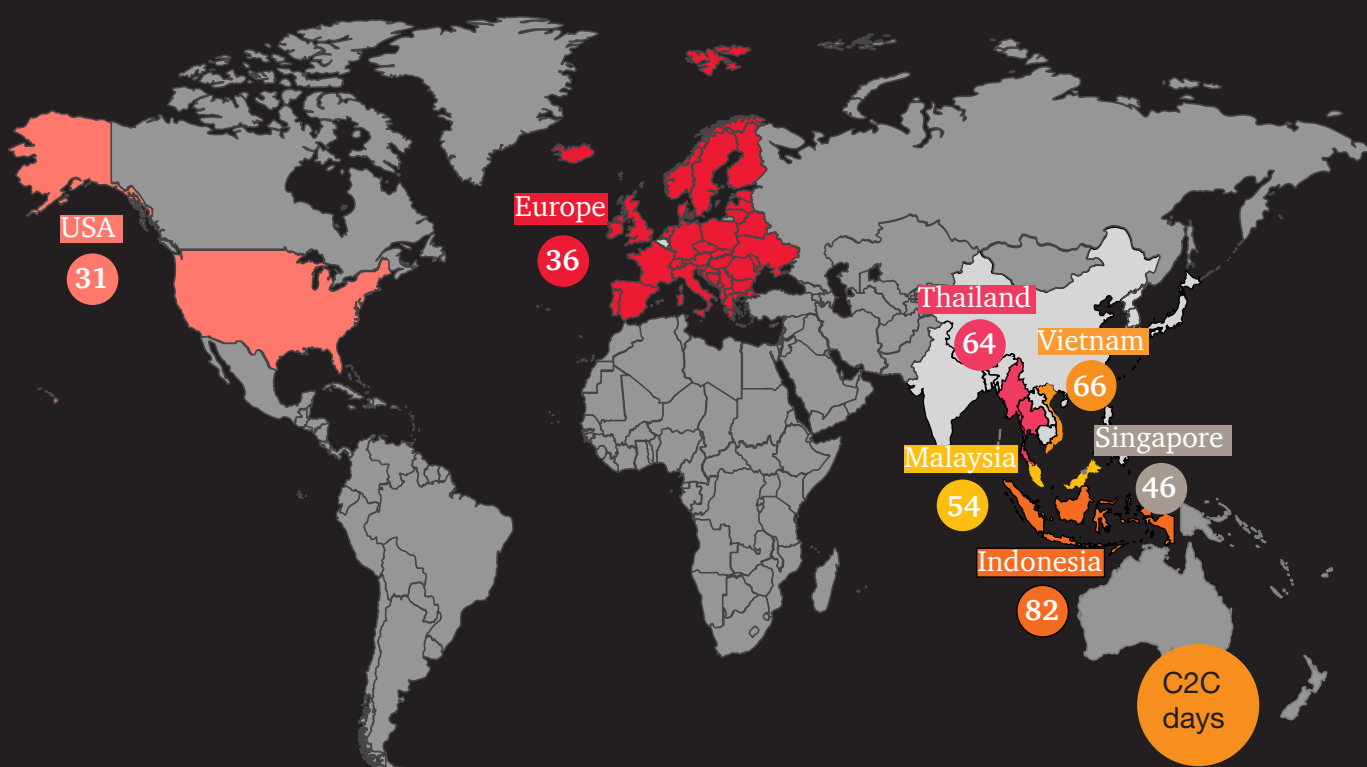 USA
31
Europe
36
Thailand
64
Vietnam
66
Singapore
46
Malaysia
54
Indonesia
82
C2C
days